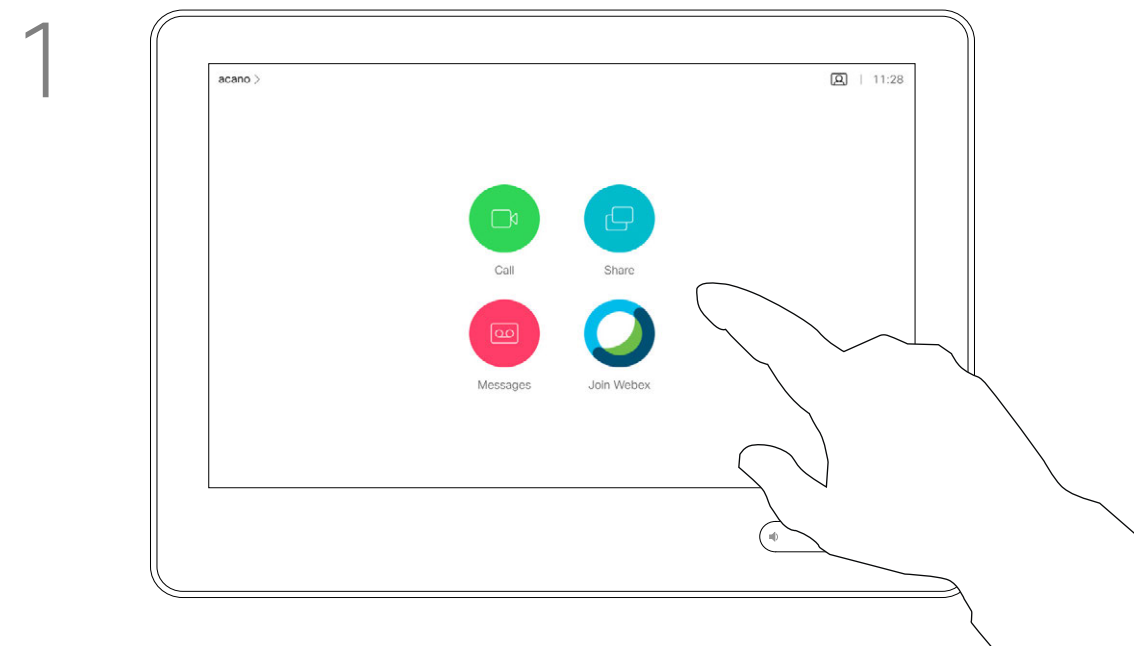 1
acano >
| 11:28
Call
Share
Messages
Join Webex